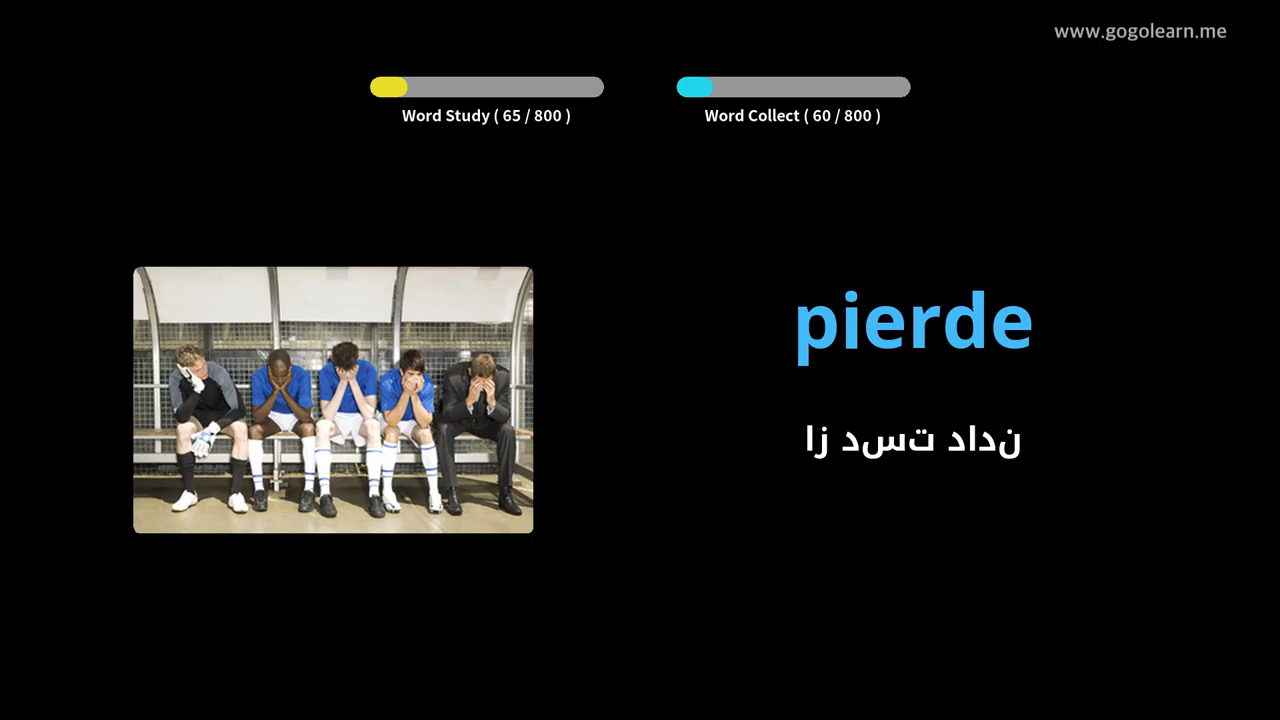 www.gogolearn.me
Word Study ( 65 / 800 )
Word Collect ( 60 / 800 )
pierde
نداد تسد زا